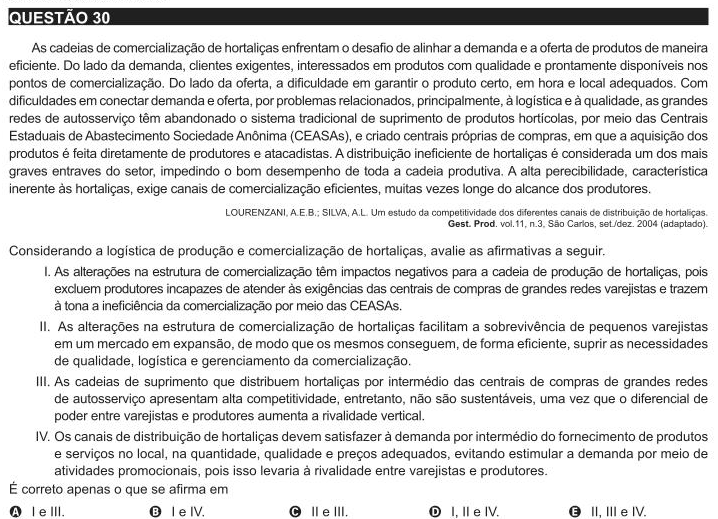 QUESTÃO 30
As cadeias de comercialização de hortaliças enfrentam o desafio de alinhar a demanda e a oferta de produtos de maneira
eficiente. Do lado da demanda, clientes exigentes, interessados em produtos com qualidade e prontamente disponíveis nos
pontos de comercialização. Do lado da oferta, a dificuldade em garantir o produto certo, em hora e local adequados. Com
dificuldades em conectar demanda e oferta, por problemas relacionados, principalmente, à logística e à qualidade, as grandes
redes de autosserviço têm abandonado o sistema tradicional de suprimento de produtos hortícolas, por meio das Centrais
Estaduais de Abastecimento Sociedade Anônima (CEASAs), e criado centrais próprias de compras, em que a aquisição dos
produtos é feita diretamente de produtores e atacadistas. A distribuição ineficiente de hortaliças é considerada um dos mais
graves entraves do setor, impedindo o bom desempenho de toda a cadeia produtiva. A alta perecibilidade, característica
inerente às hortaliças, exige canais de comercialização eficientes, muitas vezes longe do alcance dos produtores.
LOURENZANI, A.E.B.; SILVA, A.L. Um estudo da competitividade dos diferentes canais de distribuição de hortaliças.
Gest. Prod. vol.11, n.3, São Carlos, set./dez. 2004 (adaptado).
Considerando a logística de produção e comercialização de hortaliças, avalie as afirmativas a seguir.
I. As alterações na estrutura de comercialização têm impactos negativos para a cadeia de produção de hortaliças, pois
excluem produtores incapazes de atender às exigências das centrais de compras de grandes redes varejistas e trazem
à tona a ineficiência da comercialização por meio das CEASAs.
II. As alterações na estrutura de comercialização de hortaliças facilitam a sobrevivência de pequenos varejistas
em um mercado em expansão, de modo que os mesmos conseguem, de forma eficiente, suprir as necessidades
de qualidade, logística e gerenciamento da comercialização.
III. As cadeias de suprimento que distribuem hortaliças por intermédio das centrais de compras de grandes redes
de autosserviço apresentam alta competitividade, entretanto, não são sustentáveis, uma vez que o diferencial de
poder entre varejistas e produtores aumenta a rivalidade vertical.
IV. Os canais de distribuição de hortaliças devem satisfazer à demanda por intermédio do fornecimento de produtos
e serviços no local, na quantidade, qualidade e preços adequados, evitando estimular a demanda por meio de
atividades promocionais, pois isso levaria à rivalidade entre varejistas e produtores.
É correto apenas o que se afirma em
A I e III. B I e IV. C II e III. D I, II e IV. E II, III e IV.